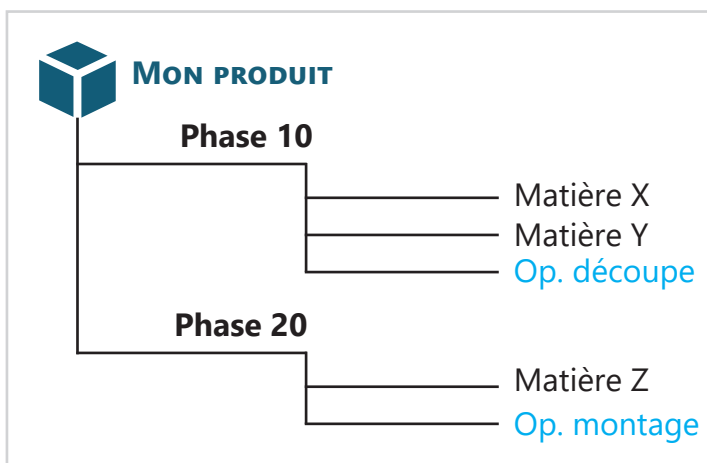 Mon produit
Phase 10
Matière X
Matière Y
Op. découpe
Phase 20
Matière Z
Op. montage